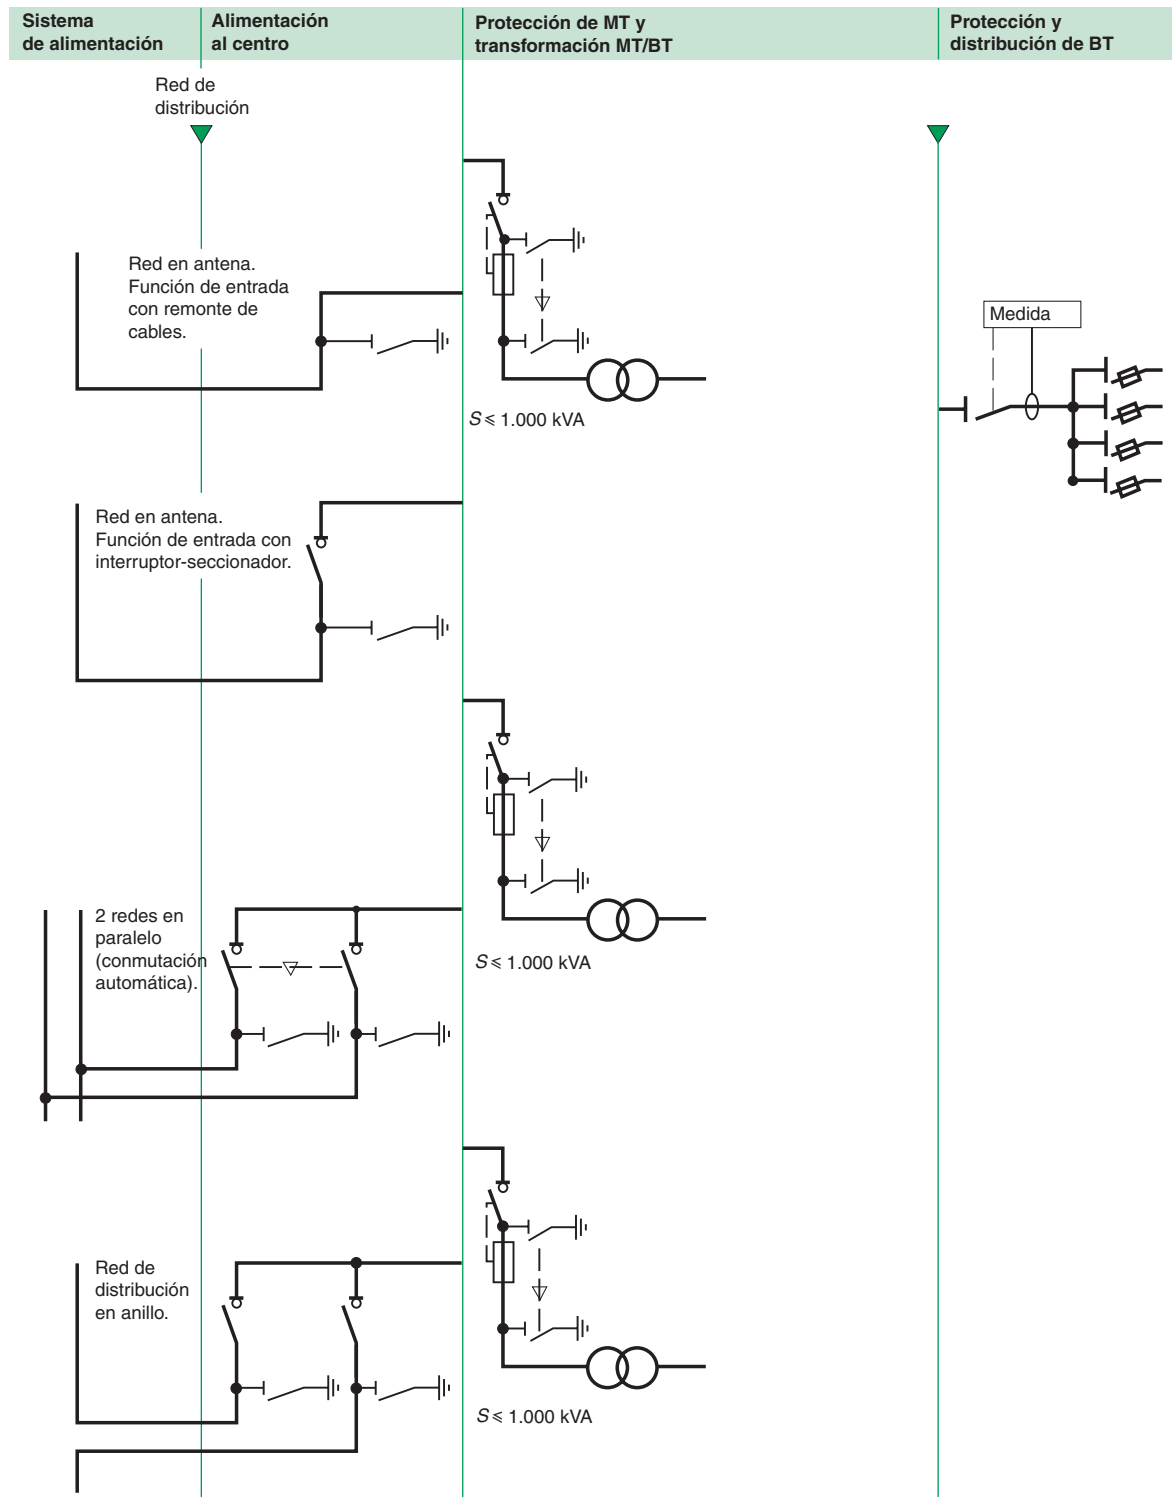 Sistema
de alimentación
Alimentación
al centro
Protección de MT y
transformación MT/BT
Protección y
distribución de BT
Red de
distribución
Red en antena.
Función de entrada
con remonte de
cables.
Medida
S ⩽ 1.000 kVA
Red en antena.
Función de entrada con
interruptor-seccionador.
2 redes en
paralelo
(conmutación
automática).
S ⩽ 1.000 kVA
Red de
distribución
en anillo.
S ⩽ 1.000 kVA